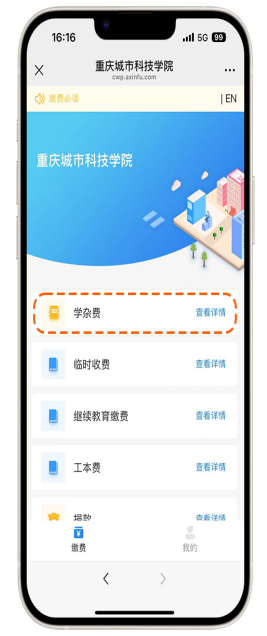 16:16
5G 99
重庆城市科技学院
cwp.axinfu.com
缴费必读 | EN
重庆城市科技学院
学杂费 查看详情
临时收费 查看详情
继续教育缴费 查看详情
工本费 查看详情
捐款 查看详情
缴费 我的